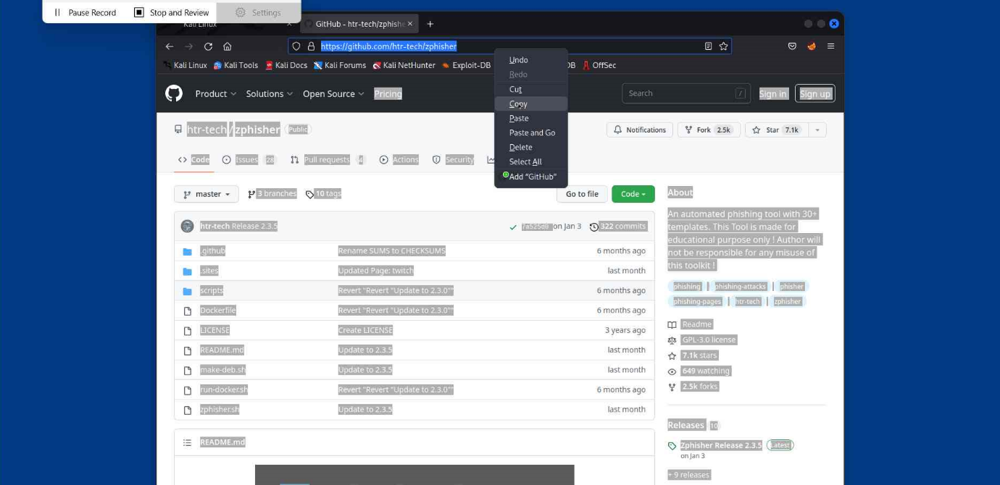 Pause Record Stop and Review Settings
Kali Linux × GitHub - htr-tech/zphishe × +
https://github.com/htr-tech/zphisher
Kali Linux Kali Tools Kali Docs Kali Forums Kali NetHunter Exploit-DB DB OffSec
Undo
Redo
Cut
Copy
Paste
Paste and Go
Delete
Select All
Add “GitHub”
Product Solutions Open Source Pricing Search / Sign in Sign up
htr-tech / zphisher Public Notifications Fork 2.5k Star 7.1k
Code Issues 28 Pull requests 4 Actions Security
master 3 branches 10 tags Go to file Code
htr-tech Release 2.3.5 7a525d0 on Jan 3 322 commits
.github Rename SUMS to CHECKSUMS 6 months ago
.sites Updated Page: twitch last month
scripts Revert "Revert "Update to 2.3.0"" 6 months ago
Dockerfile Revert "Revert "Update to 2.3.0"" 6 months ago
LICENSE Create LICENSE 3 years ago
README.md Update to 2.3.5 last month
make-deb.sh Update to 2.3.5 last month
run-docker.sh Revert "Revert "Update to 2.3.0"" 6 months ago
zphisher.sh Update to 2.3.5 last month
README.md
About
An automated phishing tool with 30+
templates. This Tool is made for
educational purpose only ! Author will
not be responsible for any misuse of
this toolkit !
phishing | phishing-attacks | phisher
phishing-pages | htr-tech | zphisher
Readme
GPL-3.0 license
7.1k stars
649 watching
2.5k forks
Releases 10
Zphisher Release 2.3.5 Latest
on Jan 3
+ 9 releases